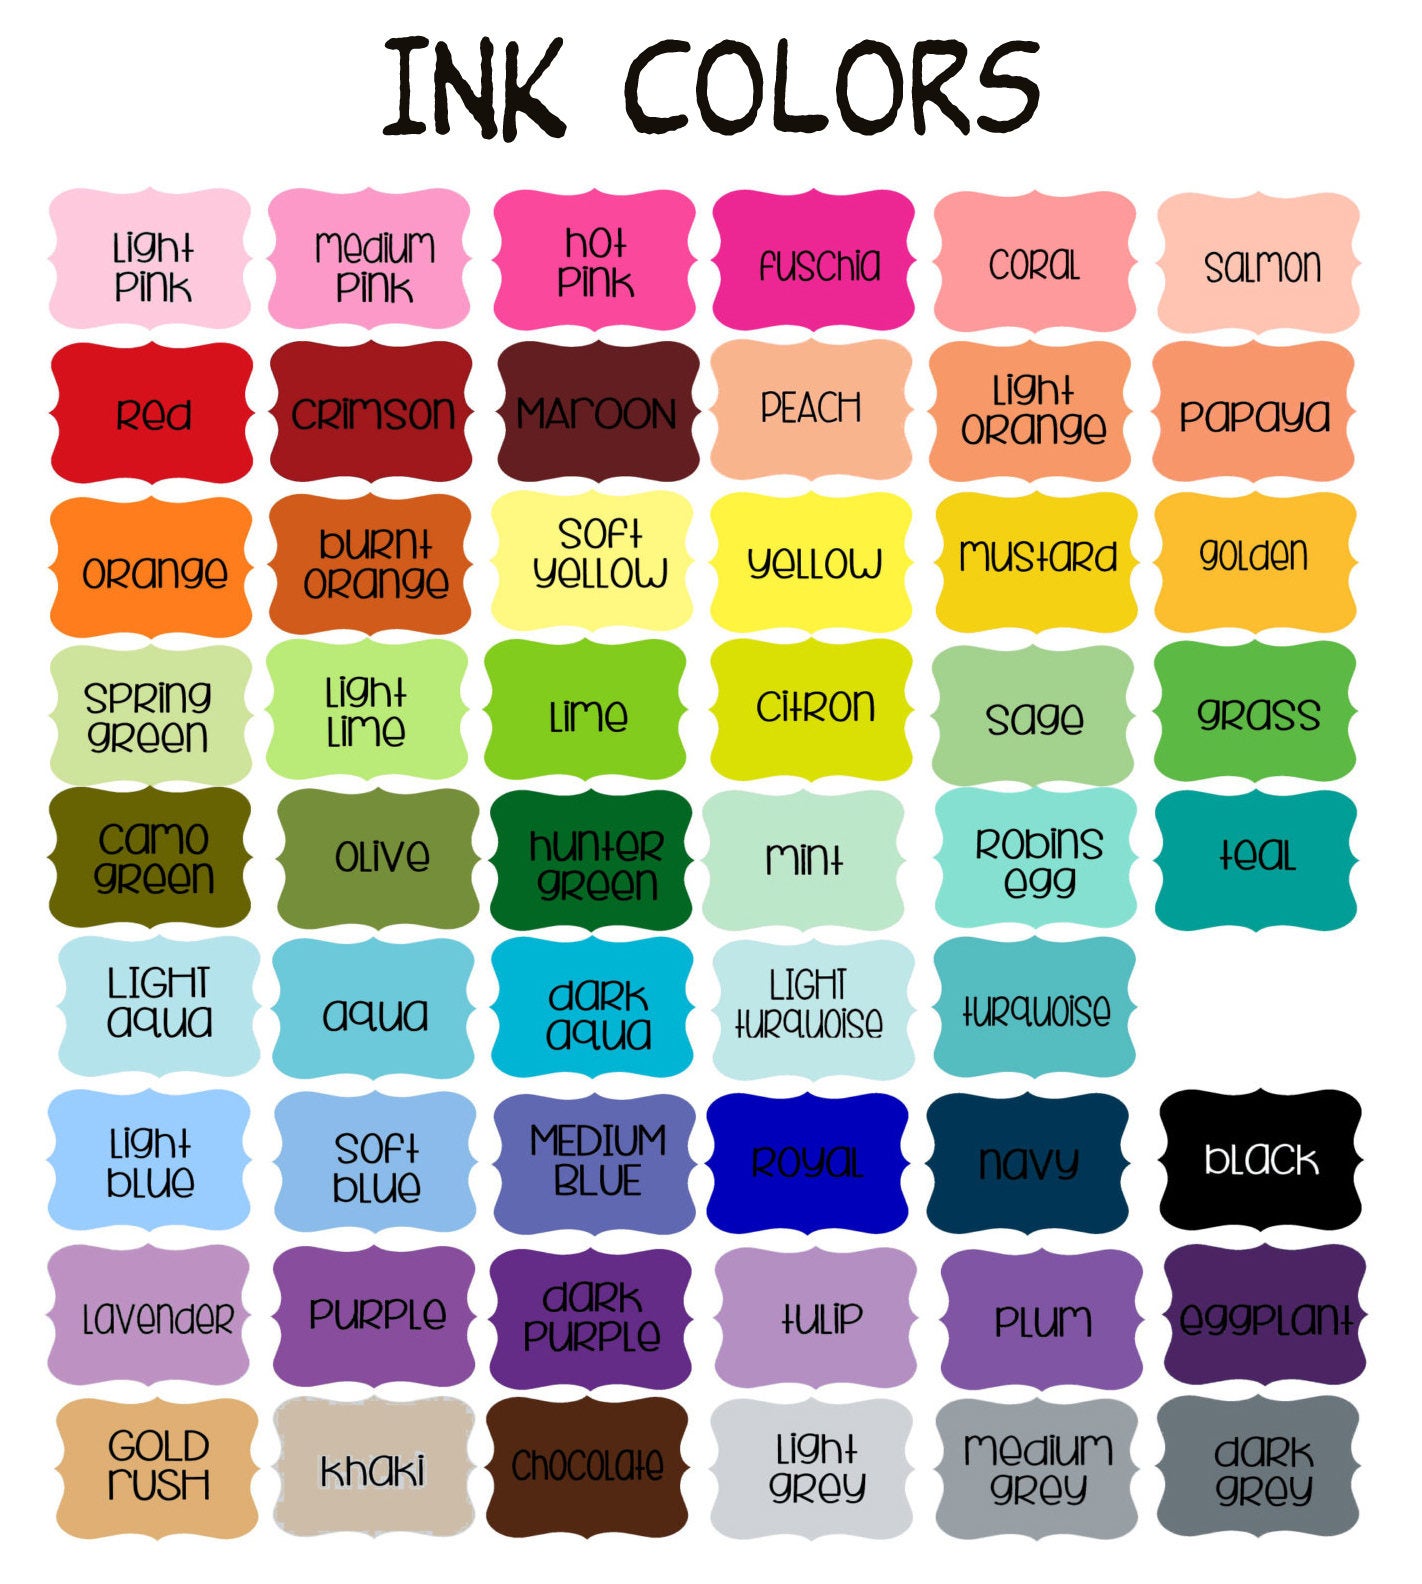 INK COLORS
Light
Pink
medium
Pink
hot
Pink
fuschia
coral
salmon
Red
crimson
Maroon
PEACH
Light
orange
Papaya
orange
burnt
orange
soft
yellow
yellow
mustard
golden
spring
green
Light
Lime
Lime
citron
sage
grass
camo
green
olive
hunter
green
mint
Robins
egg
teal
LIGHT
aqua
aqua
dark
aqua
LIGHT
turquoise
turquoise
Light
blue
soft
blue
MEDIUM
BLUE
Royal
navy
black
Lavender
Purple
dark
purple
tulip
plum
eggplant
GOLD
rush
khaki
chocolate
Light
grey
medium
grey
dark
grey